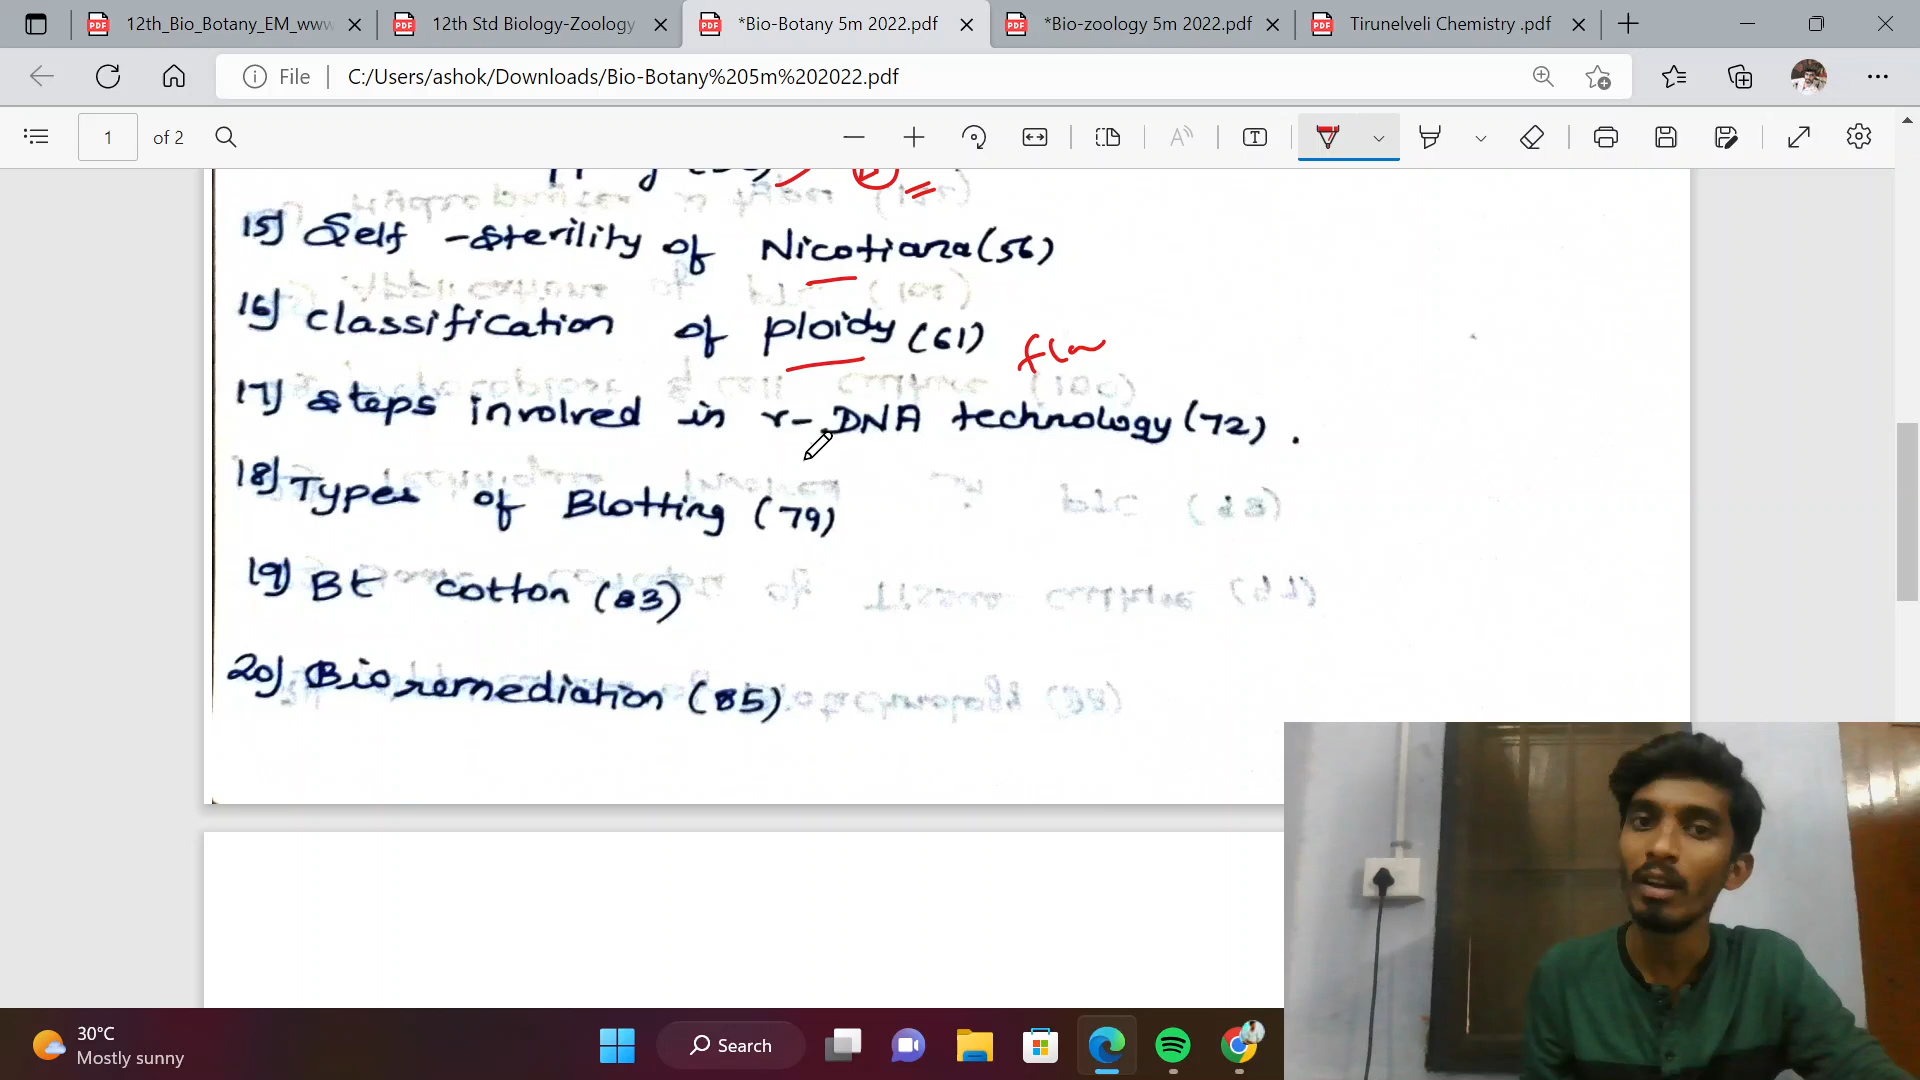 12th_Bio_Botany_EM_www
12th Std Biology-Zoology
*Bio-Botany 5m 2022.pdf
*Bio-zoology 5m 2022.pdf
Tirunelveli Chemistry .pdf
File
C:/Users/ashok/Downloads/Bio-Botany%205m%202022.pdf
1 of 2
15) Self -sterility of Nicotiana (56)
16) classification of ploidy (61)
17) steps involved in r-DNA technology (72).
18) Types of Blotting (79)
19) Bt cotton (83)
20) Bioremediation (85)
30°C
Mostly sunny
Search